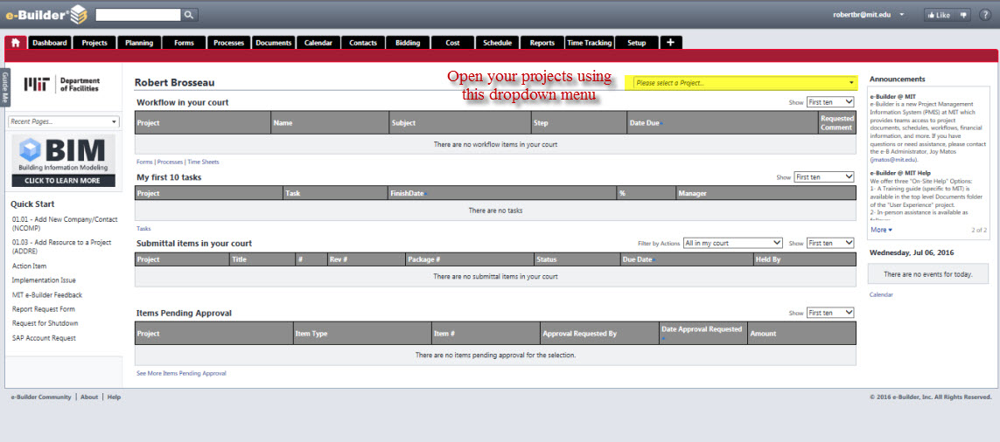 e-Builder®
robertbr@mit.edu
Like
?
Dashboard
Projects
Planning
Forms
Processes
Documents
Calendar
Contacts
Bidding
Cost
Schedule
Reports
Time Tracking
Setup
+
Guide Me
MIT
Department
of Facilities
Recent Pages...
BIM
Building Information Modeling
CLICK TO LEARN MORE
Quick Start
01.01 - Add New Company/Contact
(NCOMP)
01.03 - Add Resource to a Project
(ADDRE)
Action Item
Implementation Issue
MIT e-Builder Feedback
Report Request Form
Request for Shutdown
SAP Account Request
Robert Brosseau
Open your projects using
this dropdown menu
Please select a Project...
Workflow in your court
Show First ten
Project Name Subject Step Date Due Requested
Comment
There are no workflow items in your court
Forms | Processes | Time Sheets
My first 10 tasks
Show First ten
Project Task FinishDate % Manager
There are no tasks
Tasks
Submittal items in your court
Filter by Actions All in my court Show First ten
Project Title # Rev # Package # Status Due Date Held By
There are no submittal items in your court
Items Pending Approval
Show First ten
Project Item Type Item # Approval Requested By Date Approval Requested Amount
There are no items pending approval for the selection.
See More Items Pending Approval
Announcements
e-Builder @ MIT
e-Builder is a new Project Management
Information System (PMIS) at MIT which
provides teams access to project
documents, schedules, workflows, financial
information, and more. If you have
questions or need assistance, please contact
the e-B Administrator, Joy Matos
(jmatos@mit.edu).
e-Builder @ MIT Help
We offer three "On-Site Help" Options:
1- A Training guide (specific to MIT) is
available in the top level Documents folder
of the "User Experience" project.
2- In-person assistance is available as
More
2 of 2
Wednesday, Jul 06, 2016
There are no events for today.
Calendar
e-Builder Community | About | Help
© 2016 e-Builder, Inc. All Rights Reserved.